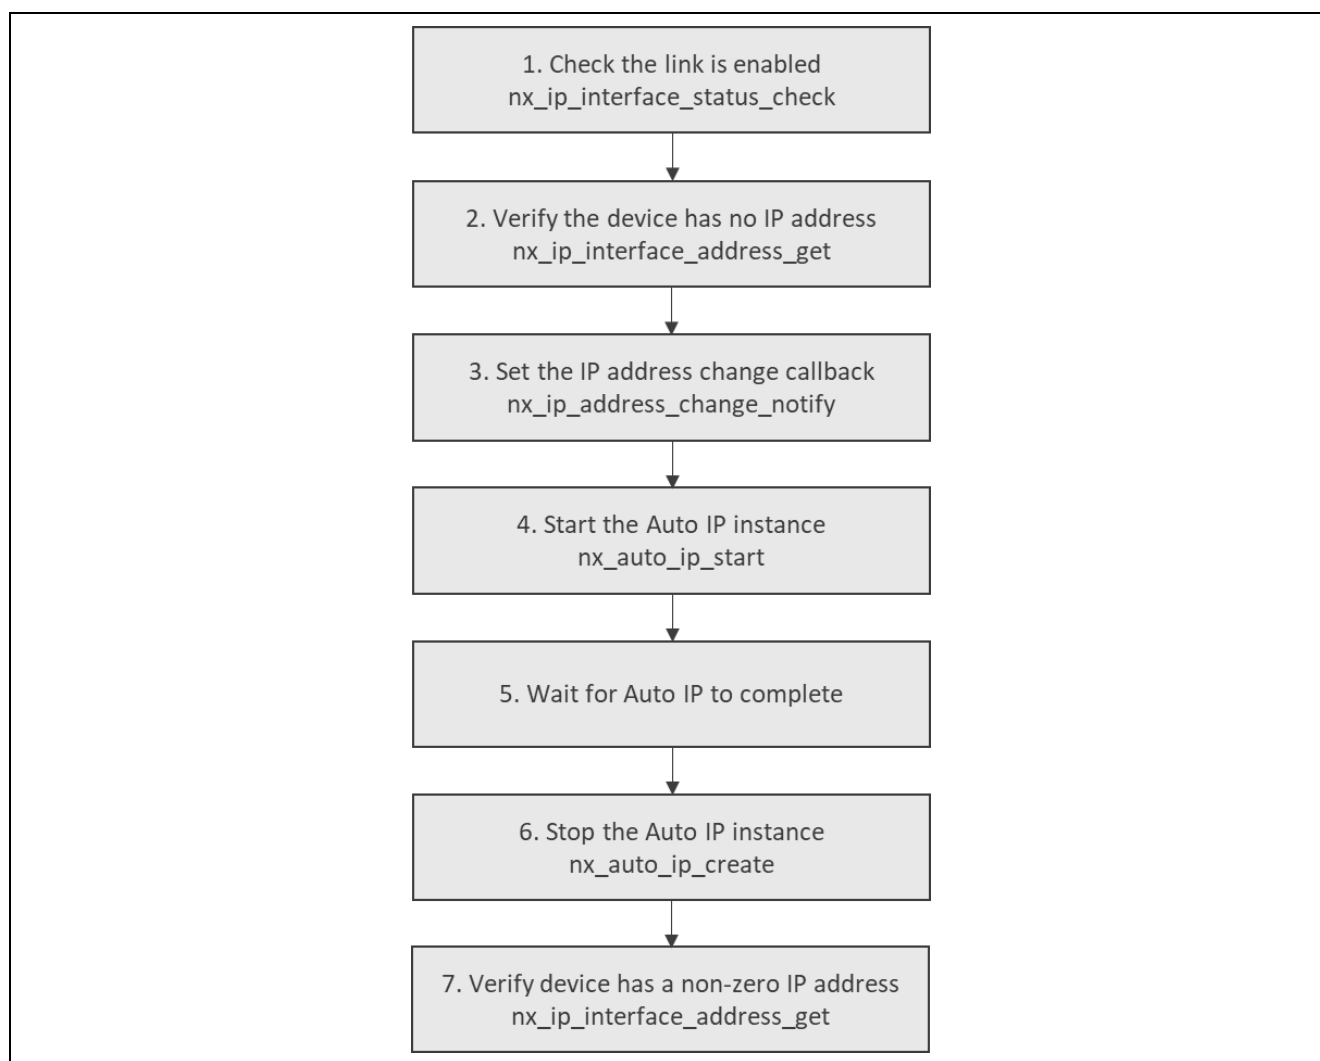 1. Check the link is enabled
nx_ip_interface_status_check
2. Verify the device has no IP address
nx_ip_interface_address_get
3. Set the IP address change callback
nx_ip_address_change_notify
4. Start the Auto IP instance
nx_auto_ip_start
5. Wait for Auto IP to complete
6. Stop the Auto IP instance
nx_auto_ip_create
7. Verify device has a non-zero IP address
nx_ip_interface_address_get